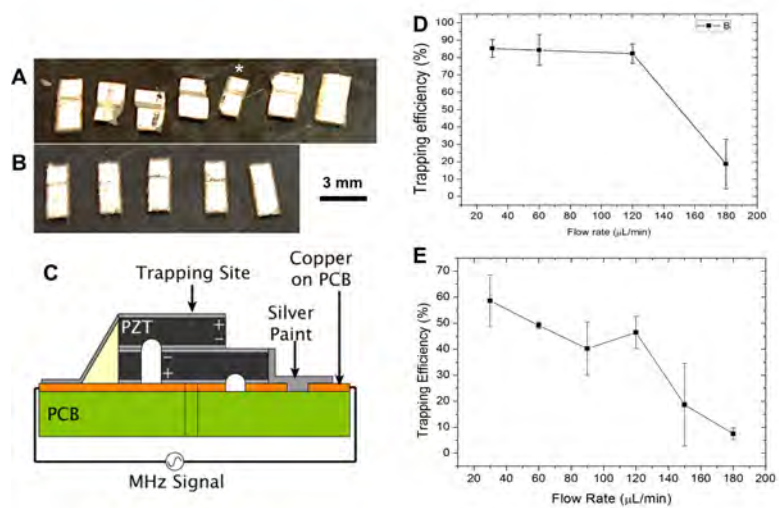 A
*
B
3 mm
C
Trapping Site
Copper
on PCB
Silver
Paint
PZT
+
−
−
+
PCB
MHz Signal
D
B
Trapping efficiency (%)
100
90
80
70
60
50
40
30
20
10
0
20 40 60 80 100 120 140 160 180 200
Flow rate (μL/min)
E
Trapping Efficiency (%)
70
60
50
40
30
20
10
0
20 40 60 80 100 120 140 160 180 200
Flow Rate (μL/min)